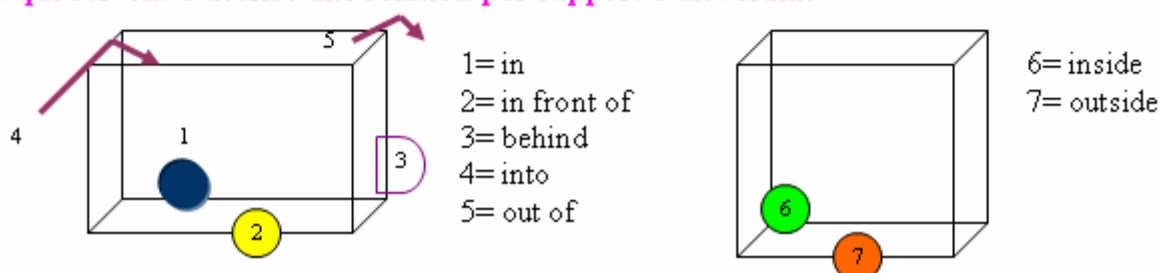 5
1= in
6= inside
2= in front of
7= outside
4
1
3= behind
3
4= into
5= out of
6
2
7